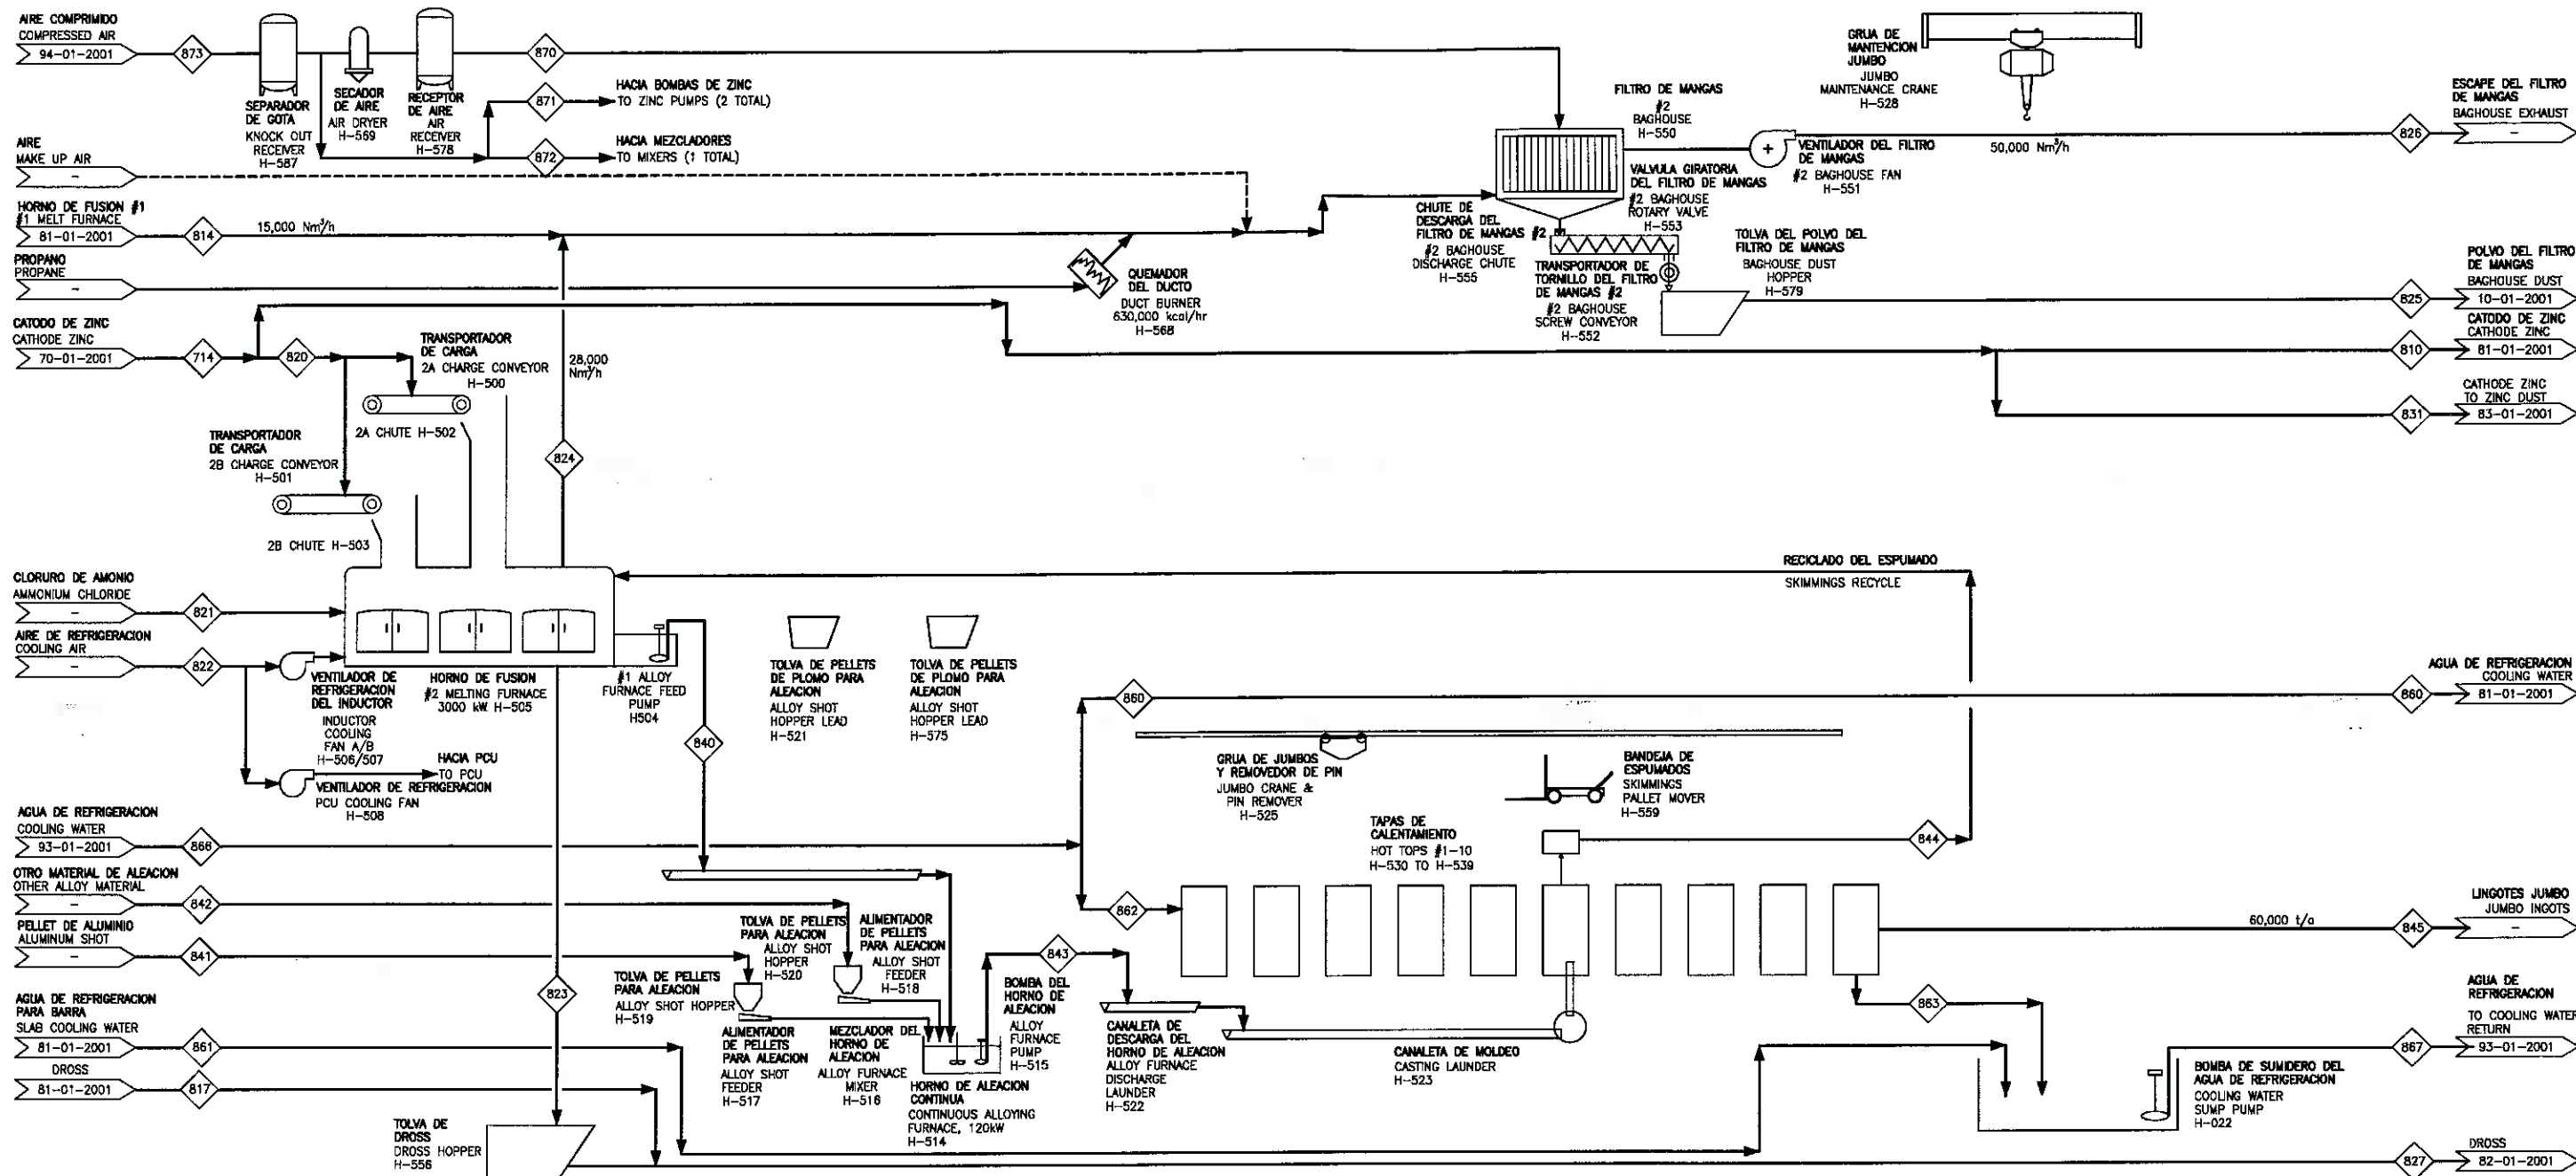 AIRE COMPRIMIDO
COMPRESSED AIR
94-01-2001
873
SEPARADOR
DE GOTA
KNOCK OUT
RECEIVER
H-587
SECADOR
DE AIRE
AIR DRYER
H-569
RECEPTOR
DE AIRE
AIR
RECEIVER
H-578
870
871
HACIA BOMBAS DE ZINC
TO ZINC PUMPS (2 TOTAL)
872
HACIA MEZCLADORES
TO MIXERS (1 TOTAL)
FILTRO DE MANGAS
#2
BAGHOUSE
H-550
GRUA DE
MANTENCION
JUMBO
JUMBO
MAINTENANCE CRANE
H-528
ESCAPE DEL FILTRO
DE MANGAS
BAGHOUSE EXHAUST
-
826
50,000 Nm³/h
VENTILADOR DEL FILTRO
DE MANGAS
#2 BAGHOUSE FAN
H-551
AIRE
MAKE UP AIR
-
HORNO DE FUSION #1
#1 MELT FURNACE
81-01-2001
814
15,000 Nm³/h
VALVULA GIRATORIA
DEL FILTRO DE MANGAS
#2 BAGHOUSE
ROTARY VALVE
H-553
CHUTE DE
DESCARGA DEL
FILTRO DE MANGAS #2
#2 BAGHOUSE
DISCHARGE CHUTE
H-555
TRANSPORTADOR DE
TORNILLO DEL FILTRO
DE MANGAS #2
#2 BAGHOUSE
SCREW CONVEYOR
H-552
TOLVA DEL POLVO DEL
FILTRO DE MANGAS
BAGHOUSE DUST
HOPPER
H-579
POLVO DEL FILTRO
DE MANGAS
BAGHOUSE DUST
10-01-2001
825
PROPANO
PROPANE
-
QUEMADOR
DEL DUCTO
DUCT BURNER
630,000 kcal/hr
H-568
CATODO DE ZINC
CATHODE ZINC
70-01-2001
714
820
TRANSPORTADOR
DE CARGA
2A CHARGE CONVEYOR
H-500
28,000
Nm³/h
CATODO DE ZINC
CATHODE ZINC
81-01-2001
810
CATHODE ZINC
TO ZINC DUST
83-01-2001
831
2A CHUTE H-502
TRANSPORTADOR
DE CARGA
2B CHARGE CONVEYOR
H-501
824
2B CHUTE H-503
RECICLADO DEL ESPUMADO
SKIMMINGS RECYCLE
CLORURO DE AMONIO
AMMONIUM CHLORIDE
-
821
AIRE DE REFRIGERACION
COOLING AIR
-
822
VENTILADOR DE
REFRIGERACION
DEL INDUCTOR
INDUCTOR
COOLING
FAN A/B
H-506/507
HORNO DE FUSION
#2 MELTING FURNACE
3000 kW H-505
#1 ALLOY
FURNACE FEED
PUMP
H504
TOLVA DE PELLETS
DE PLOMO PARA
ALEACION
ALLOY SHOT
HOPPER LEAD
H-521
TOLVA DE PELLETS
DE PLOMO PARA
ALEACION
ALLOY SHOT
HOPPER LEAD
H-575
860
AGUA DE REFRIGERACION
COOLING WATER
81-01-2001
860
840
HACIA PCU
TO PCU
VENTILADOR DE REFRIGERACION
PCU COOLING FAN
H-508
GRUA DE JUMBOS
Y REMOVEDOR DE PIN
JUMBO CRANE &
PIN REMOVER
H-525
BANDEJA DE
ESPUMADOS
SKIMMINGS
PALLET MOVER
H-559
AGUA DE REFRIGERACION
COOLING WATER
93-01-2001
866
TAPAS DE
CALENTAMIENTO
HOT TOPS #1-10
H-530 TO H-539
844
OTRO MATERIAL DE ALEACION
OTHER ALLOY MATERIAL
-
842
862
LINGOTES JUMBO
JUMBO INGOTS
-
60,000 t/a
845
PELLET DE ALUMINIO
ALUMINUM SHOT
-
841
TOLVA DE PELLETS
PARA ALEACION
ALLOY SHOT
HOPPER
H-520
ALIMENTADOR
DE PELLETS
PARA ALEACION
ALLOY SHOT
FEEDER
H-518
TOLVA DE PELLETS
PARA ALEACION
ALLOY SHOT HOPPER
H-519
843
BOMBA DEL
HORNO DE
ALEACION
ALLOY
FURNACE
PUMP
H-515
823
863
AGUA DE
REFRIGERACION
TO COOLING WATER
RETURN
93-01-2001
867
AGUA DE REFRIGERACION
PARA BARRA
SLAB COOLING WATER
81-01-2001
861
DROSS
81-01-2001
817
ALIMENTADOR
DE PELLETS
PARA ALEACION
ALLOY SHOT
FEEDER
H-517
MEZCLADOR DEL
HORNO DE
ALEACION
ALLOY FURNACE
MIXER
H-516
HORNO DE ALEACION
CONTINUA
CONTINUOUS ALLOYING
FURNACE, 120kW
H-514
CANALETA DE
DESCARGA DEL
HORNO DE ALEACION
ALLOY FURNACE
DISCHARGE
LAUNDER
H-522
CANALETA DE MOLDEO
CASTING LAUNDER
H-523
BOMBA DE SUMIDERO DEL
AGUA DE REFRIGERACION
COOLING WATER
SUMP PUMP
H-022
TOLVA DE
DROSS
DROSS HOPPER
H-556
DROSS
82-01-2001
827